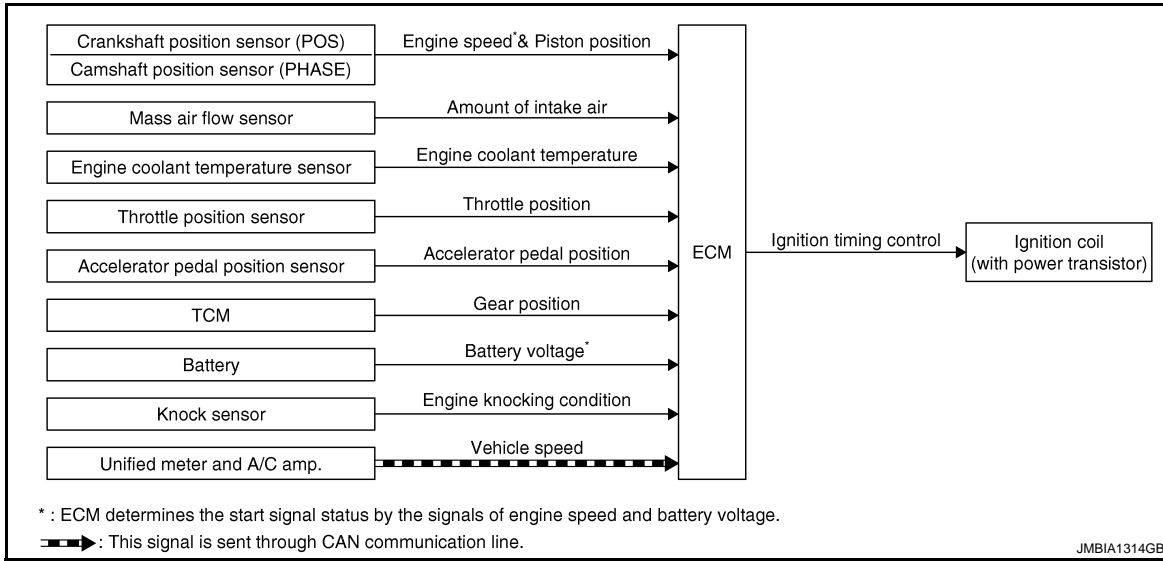 Crankshaft position sensor (POS)
Engine speed*& Piston position
Camshaft position sensor (PHASE)
Mass air flow sensor
Amount of intake air
Engine coolant temperature sensor
Engine coolant temperature
Throttle position sensor
Throttle position
Accelerator pedal position sensor
Accelerator pedal position
ECM
Ignition timing control
Ignition coil
(with power transistor)
TCM
Gear position
Battery
Battery voltage*
Knock sensor
Engine knocking condition
Unified meter and A/C amp.
Vehicle speed
* : ECM determines the start signal status by the signals of engine speed and battery voltage.
: This signal is sent through CAN communication line.
JMBIA1314GB